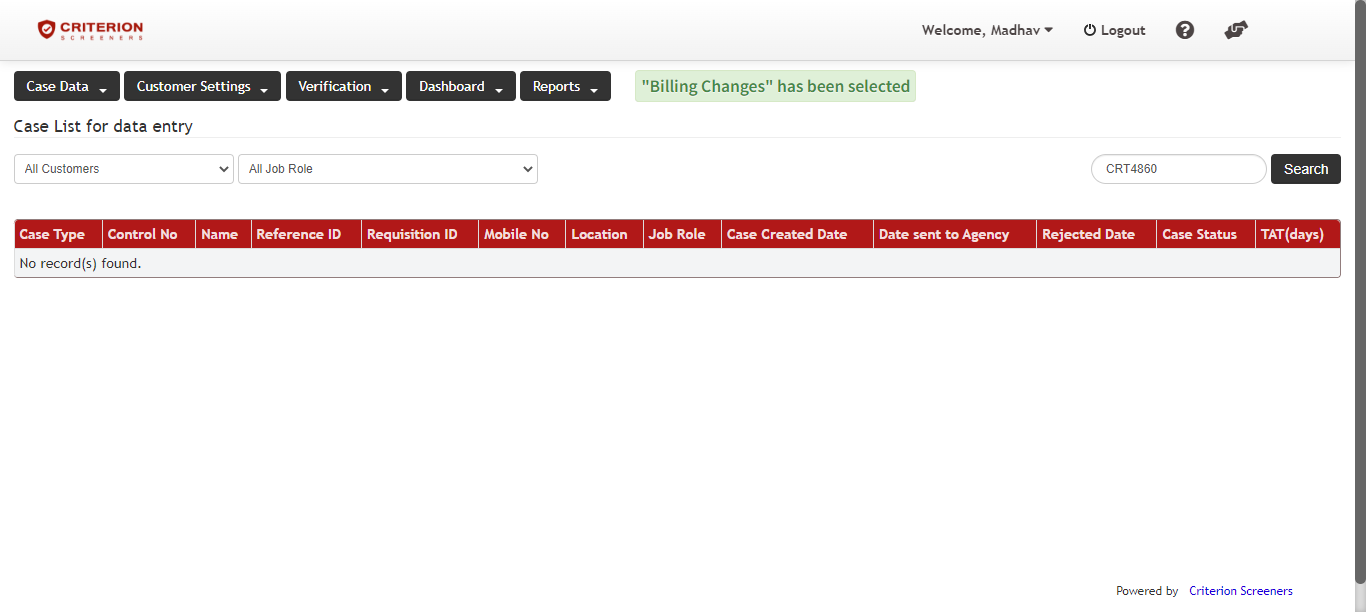 CRITERION
SCREENERS
Welcome, Madhav Logout
Case Data Customer Settings Verification Dashboard Reports "Billing Changes" has been selected
Case List for data entry
All Customers All Job Role CRT4860 Search
Case Type Control No Name Reference ID Requisition ID Mobile No Location Job Role Case Created Date Date sent to Agency Rejected Date Case Status TAT(days)
No record(s) found.
Powered by Criterion Screeners